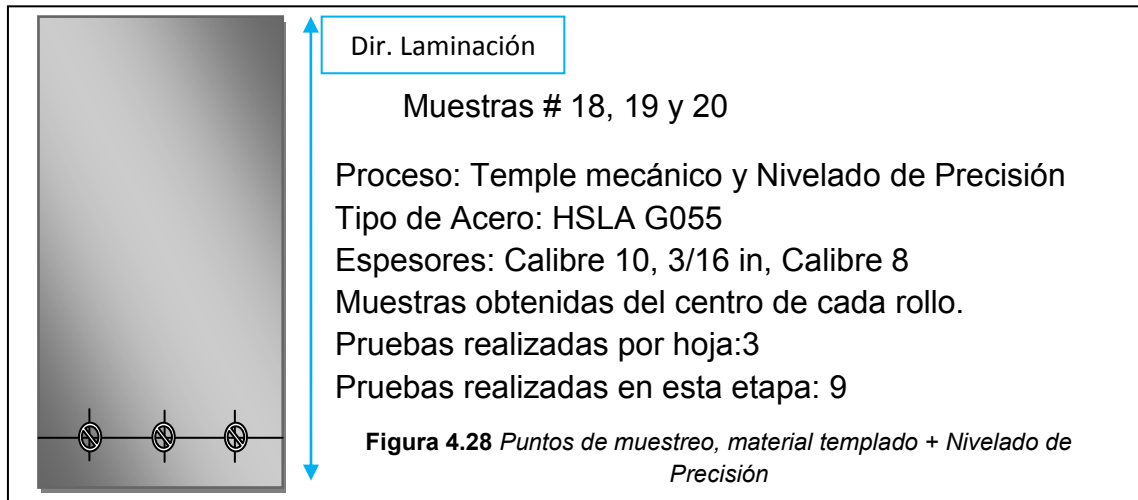 Dir. Laminación
Muestras # 18, 19 y 20
Proceso: Temple mecánico y Nivelado de Precisión
Tipo de Acero: HSLA G055
Espesores: Calibre 10, 3/16 in, Calibre 8
Muestras obtenidas del centro de cada rollo.
Pruebas realizadas por hoja:3
Pruebas realizadas en esta etapa: 9
Figura 4.28 Puntos de muestreo, material templado + Nivelado de
Precisión